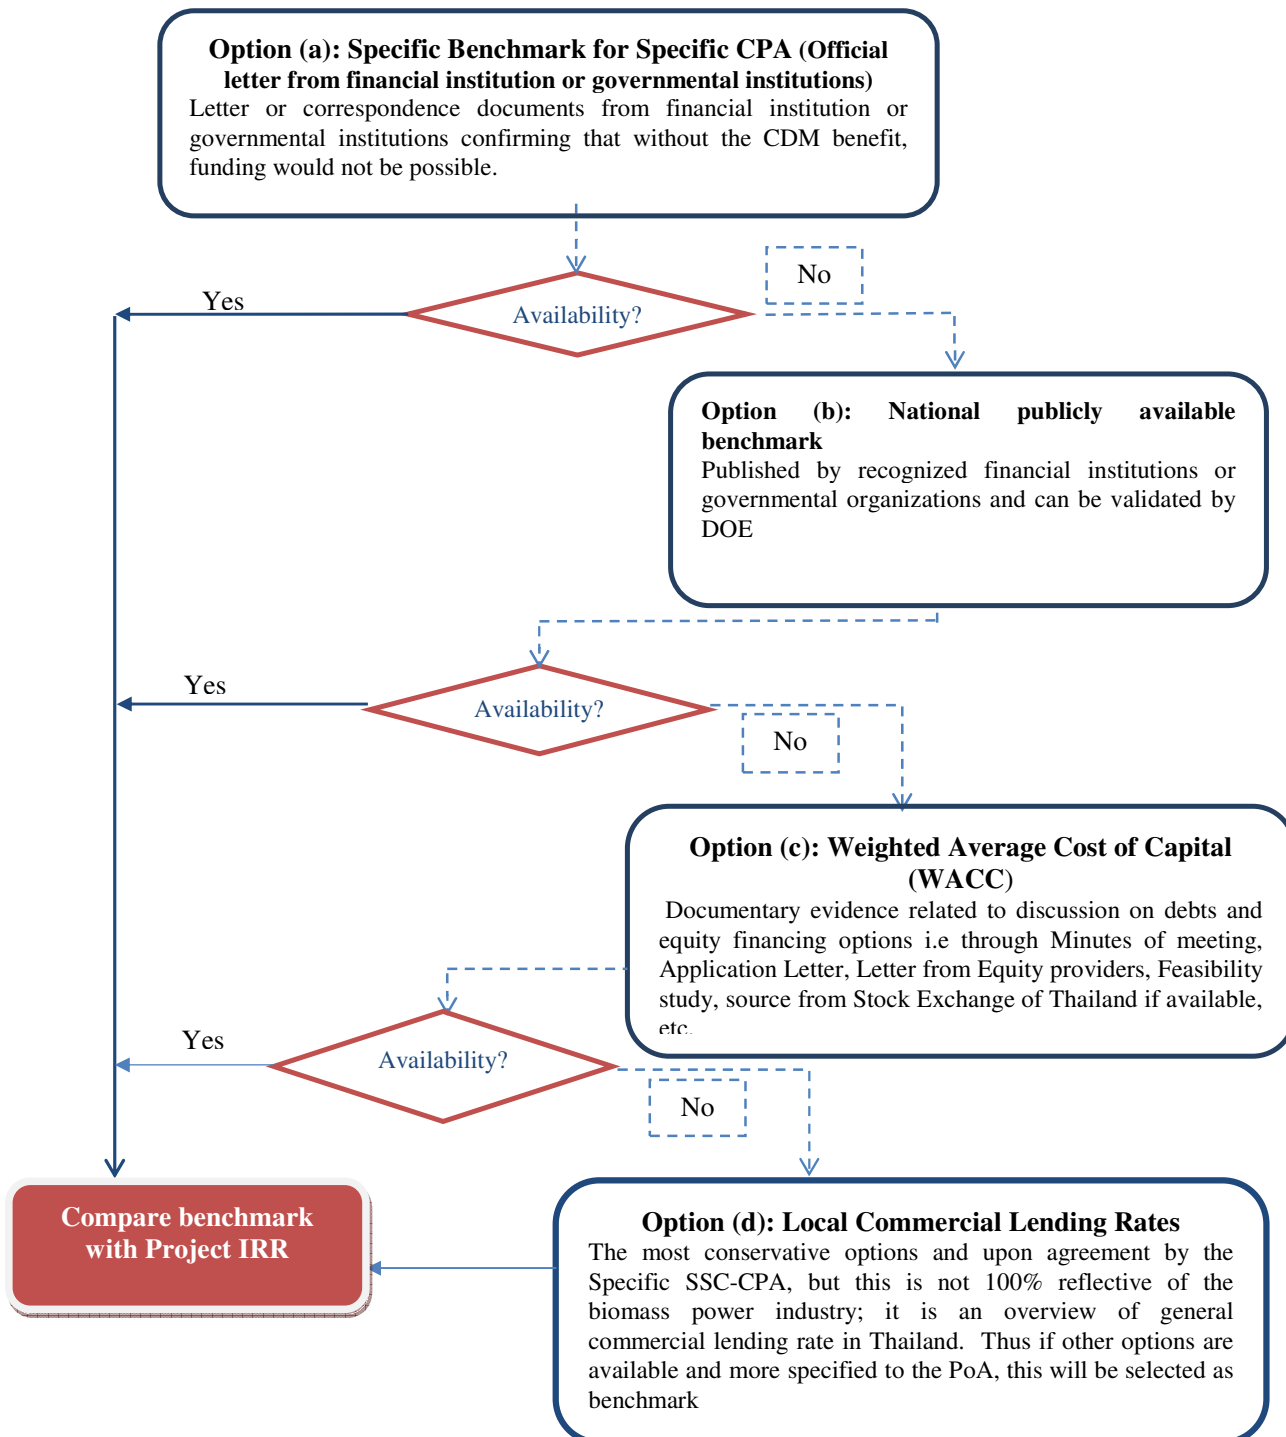 Option (a): Specific Benchmark for Specific CPA (Official
letter from financial institution or governmental institutions)
Letter or correspondence documents from financial institution or
governmental institutions confirming that without the CDM benefit,
funding would not be possible.
No
Yes
Availability?
Option (b): National publicly available
benchmark
Published by recognized financial institutions or
governmental organizations and can be validated by
DOE
Yes
Availability?
No
Option (c): Weighted Average Cost of Capital
(WACC)
Documentary evidence related to discussion on debts and
equity financing options i.e through Minutes of meeting,
Application Letter, Letter from Equity providers, Feasibility
study, source from Stock Exchange of Thailand if available,
etc.
Yes
Availability?
No
Compare benchmark
with Project IRR
Option (d): Local Commercial Lending Rates
The most conservative options and upon agreement by the
Specific SSC-CPA, but this is not 100% reflective of the
biomass power industry; it is an overview of general
commercial lending rate in Thailand. Thus if other options are
available and more specified to the PoA, this will be selected as
benchmark